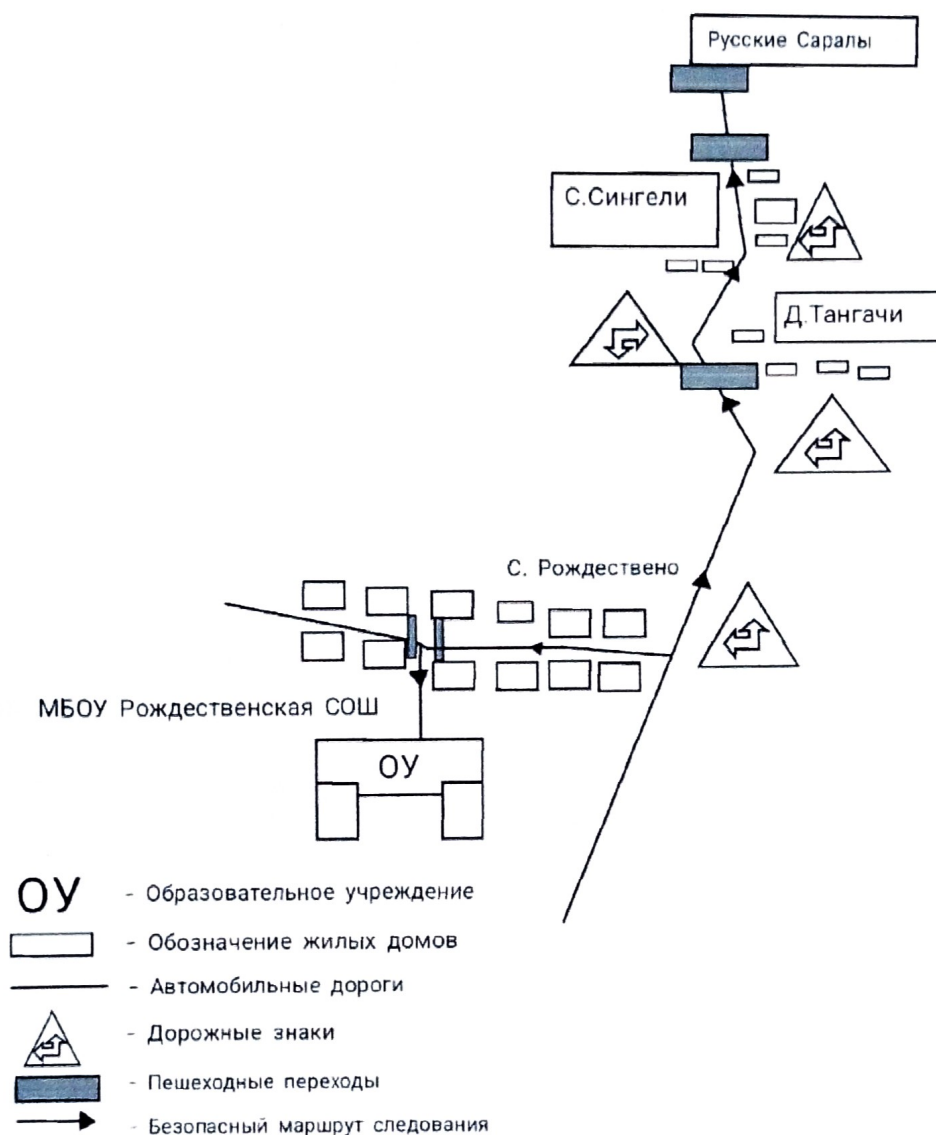 Русские Саралы
С.Сингели
Д.Тангачи
С. Рождествено
МБОУ Рождественская СОШ
ОУ
ОУ - Образовательное учреждение
- Обозначение жилых домов
- Автомобильные дороги
- Дорожные знаки
- Пешеходные переходы
- Безопасный маршрут следования